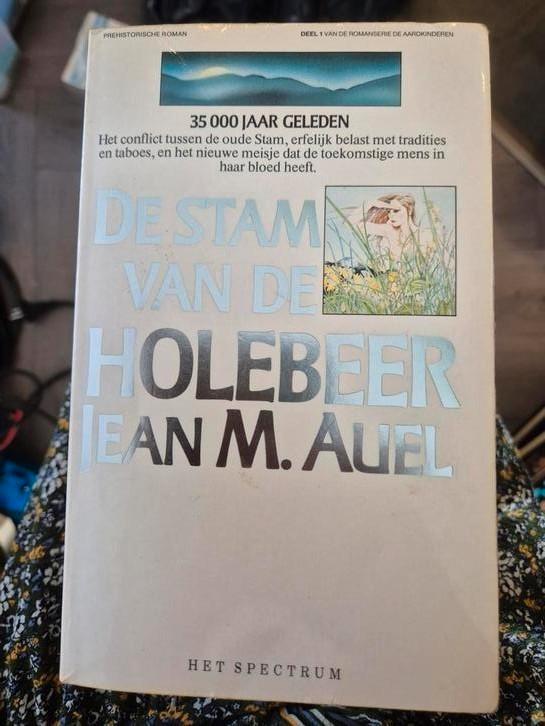 PREHISTORISCHE ROMAN
DEEL 1 VAN DE ROMANSERIE DE AARDKINDEREN
35 000 JAAR GELEDEN
Het conflict tussen de oude Stam, erfelijk belast met tradities
en taboes, en het nieuwe meisje dat de toekomstige mens in
haar bloed heeft.
DE STAM
VAN DE
HOLEBEER
JEAN M. AUEL
HET SPECTRUM